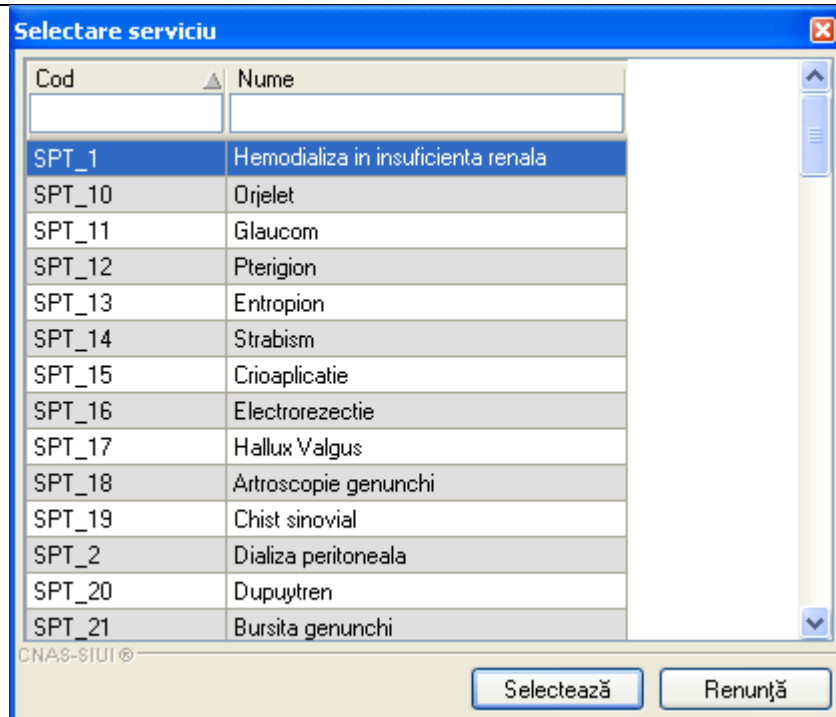 Selectare serviciu
Cod Nume
SPT_1 Hemodializa in insuficienta renala
SPT_10 Orjelet
SPT_11 Glaucom
SPT_12 Pterigion
SPT_13 Entropion
SPT_14 Strabism
SPT_15 Crioaplicatie
SPT_16 Electrorezectie
SPT_17 Hallux Valgus
SPT_18 Artroscopie genunchi
SPT_19 Chist sinovial
SPT_2 Dializa peritoneala
SPT_20 Dupuytren
SPT_21 Bursita genunchi
CNAS-SIUI®
Selectează Renunţă